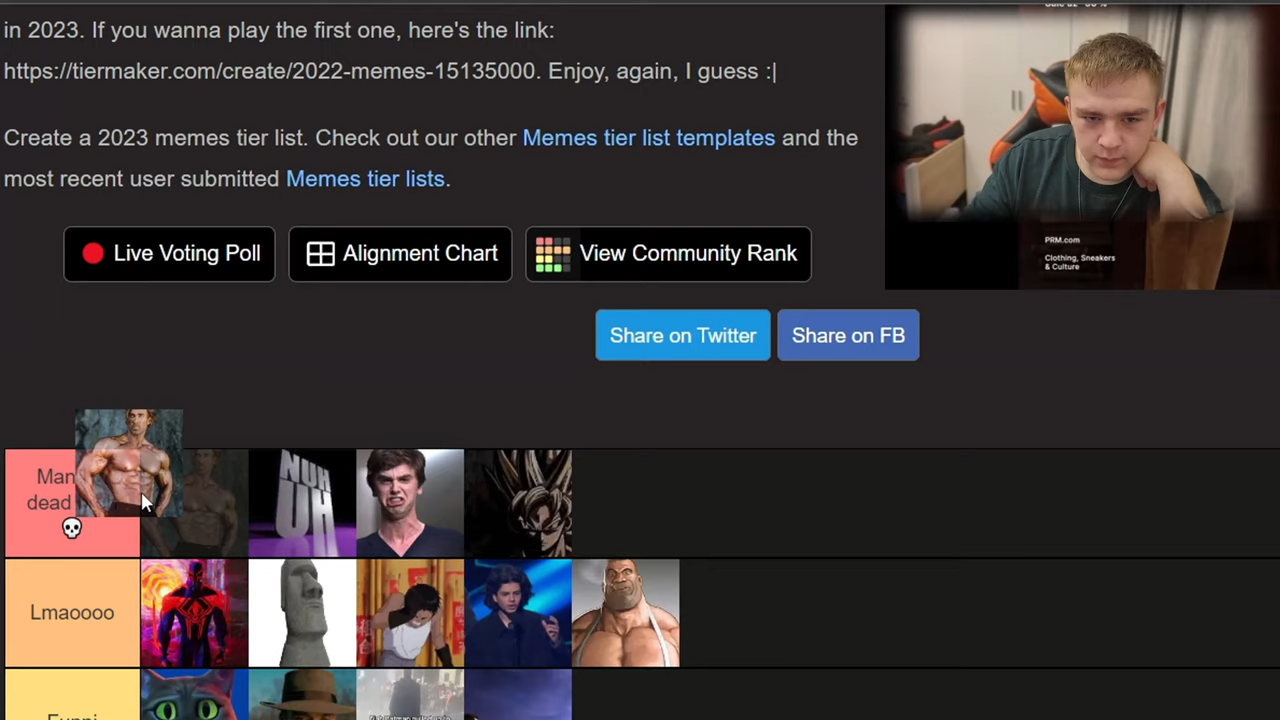 in 2023. If you wanna play the first one, here's the link:
https://tiermaker.com/create/2022-memes-15135000. Enjoy, again, I guess :|
Create a 2023 memes tier list. Check out our other Memes tier list templates and the
most recent user submitted Memes tier lists.
PRM.com
Clothing, Sneakers
& Culture
Live Voting Poll
Alignment Chart
View Community Rank
Share on Twitter
Share on FB
Man
dead
💀
NUH
UH
Lmaoooo